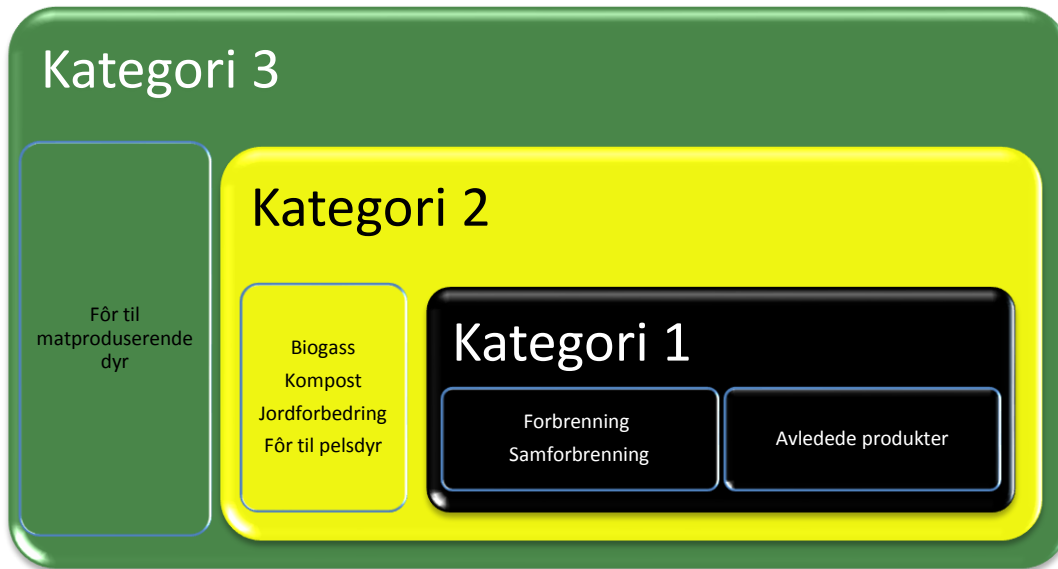 Kategori 3
Fôr til
matproduserende
dyr
Kategori 2
Biogass
Kompost
Jordforbedring
Fôr til pelsdyr
Kategori 1
Forbrenning
Samforbrenning
Avledede produkter